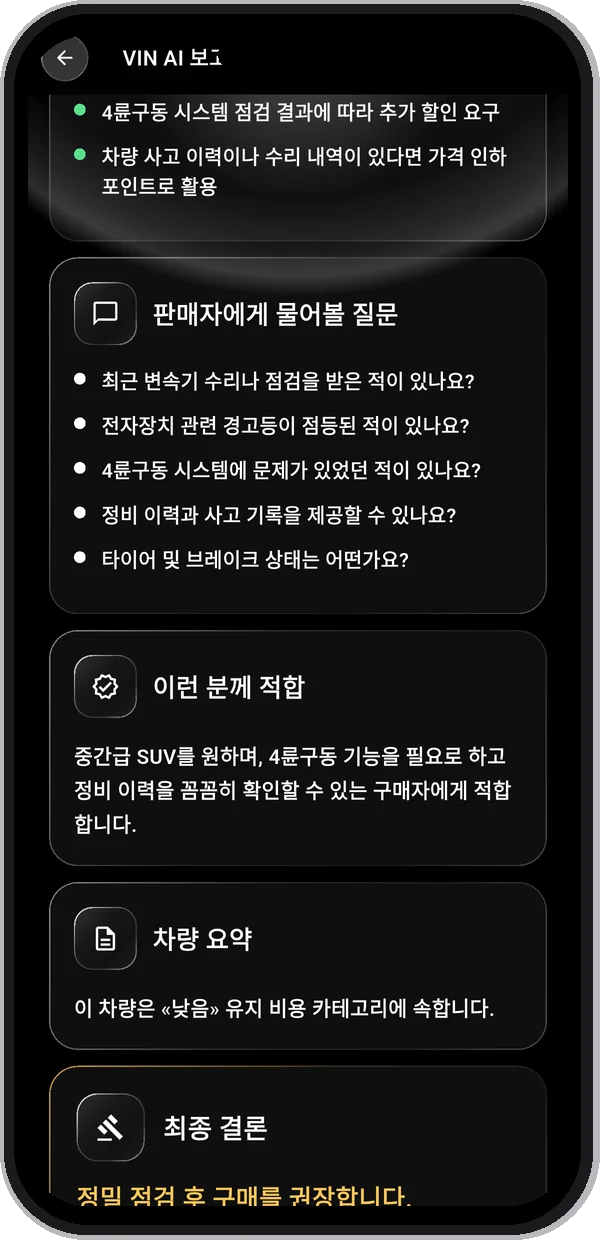 VIN AI 보고
4륜구동 시스템 점검 결과에 따라 추가 할인 요구
차량 사고 이력이나 수리 내역이 있다면 가격 인하
포인트로 활용
판매자에게 물어볼 질문
최근 변속기 수리나 점검을 받은 적이 있나요?
전자장치 관련 경고등이 점등된 적이 있나요?
4륜구동 시스템에 문제가 있었던 적이 있나요?
정비 이력과 사고 기록을 제공할 수 있나요?
타이어 및 브레이크 상태는 어떤가요?
이런 분께 적합
중간급 SUV를 원하며, 4륜구동 기능을 필요로 하고
정비 이력을 꼼꼼히 확인할 수 있는 구매자에게 적합
합니다.
차량 요약
이 차량은 «낮음» 유지 비용 카테고리에 속합니다.
최종 결론
정밀 점검 후 구매를 권장합니다.